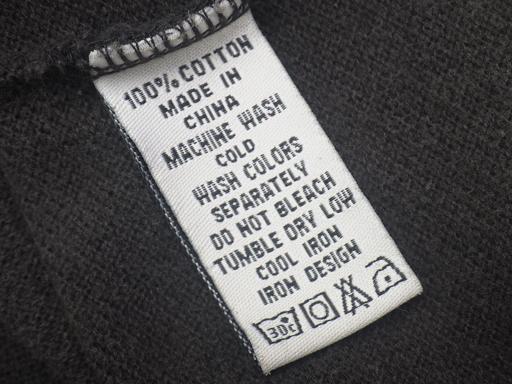 100% COTTON
MADE IN
CHINA
MACHINE WASH
COLD
WASH COLORS
SEPARATELY
DO NOT BLEACH
TUMBLE DRY LOW
COOL IRON
IRON DESIGN
30c